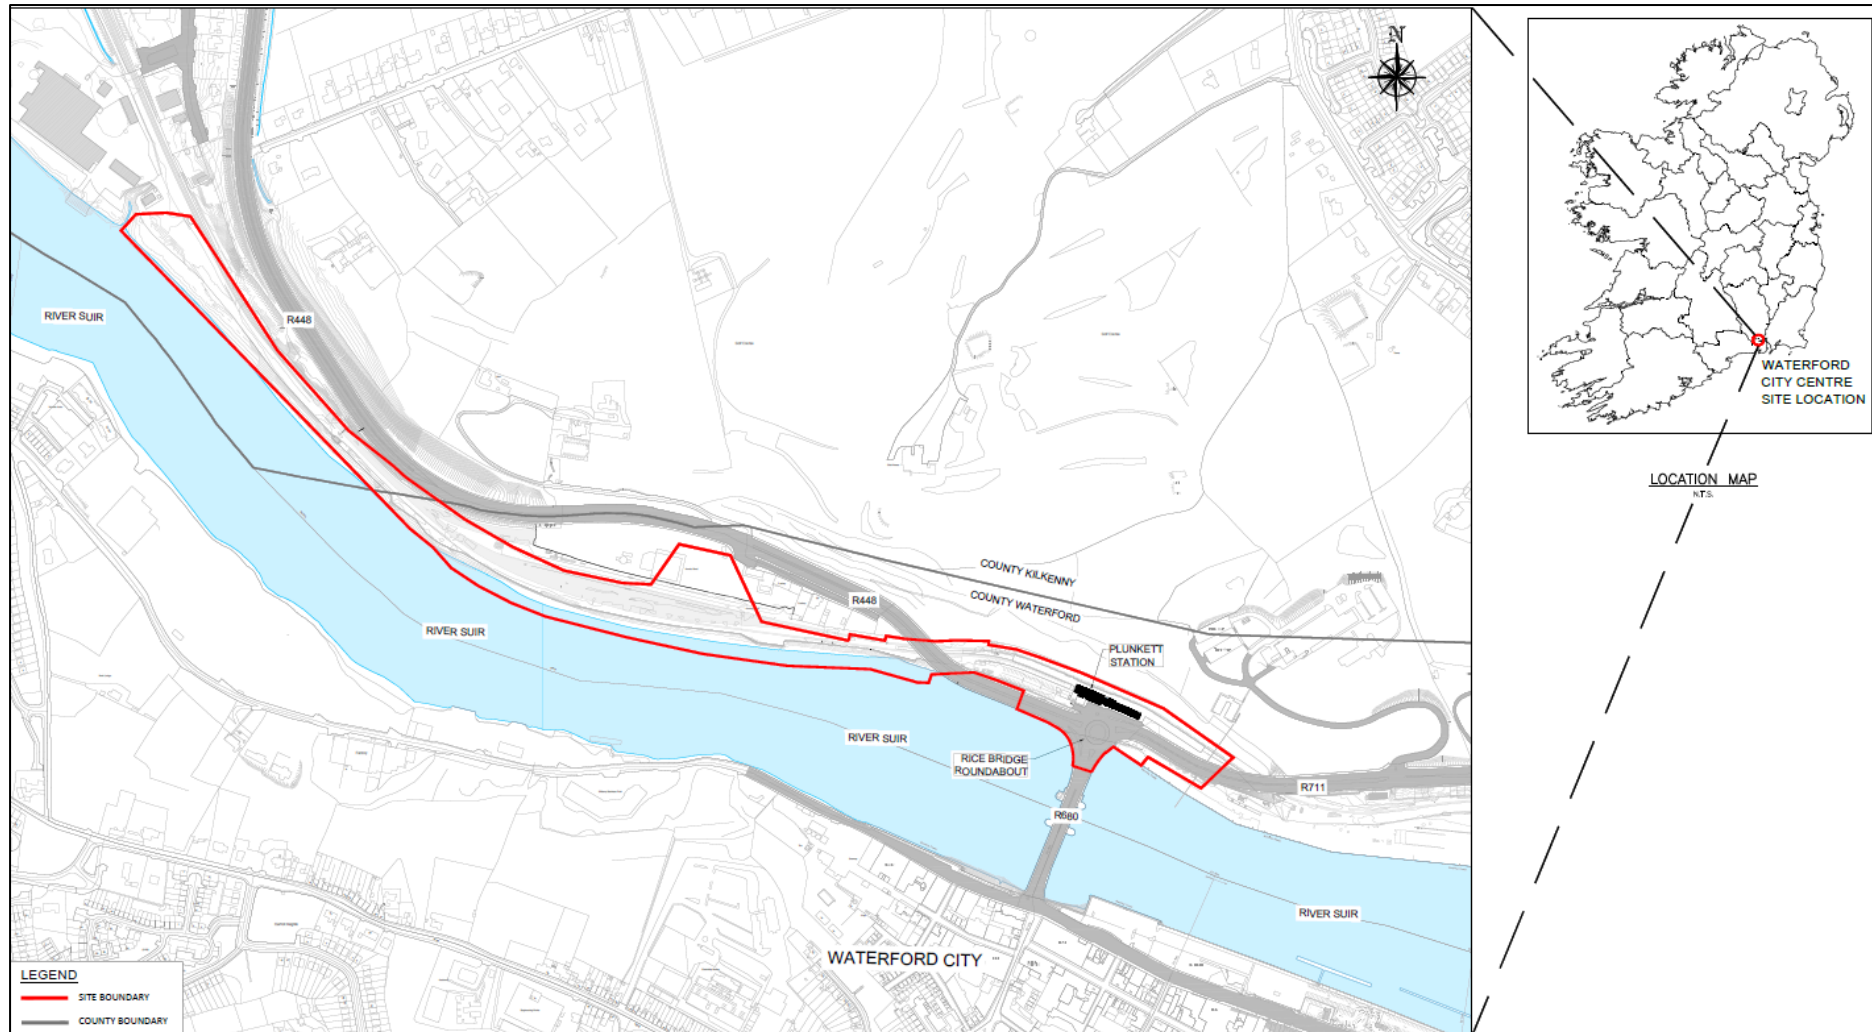 N
RIVER SUIR
R448
COUNTY KILKENNY
COUNTY WATERFORD
R448
RIVER SUIR
PLUNKETT
STATION
RIVER SUIR
RICE BRIDGE
ROUNDABOUT
R680
R711
RIVER SUIR
WATERFORD CITY
LEGEND
SITE BOUNDARY
COUNTY BOUNDARY
WATERFORD
CITY CENTRE
SITE LOCATION
LOCATION MAP
N.T.S.